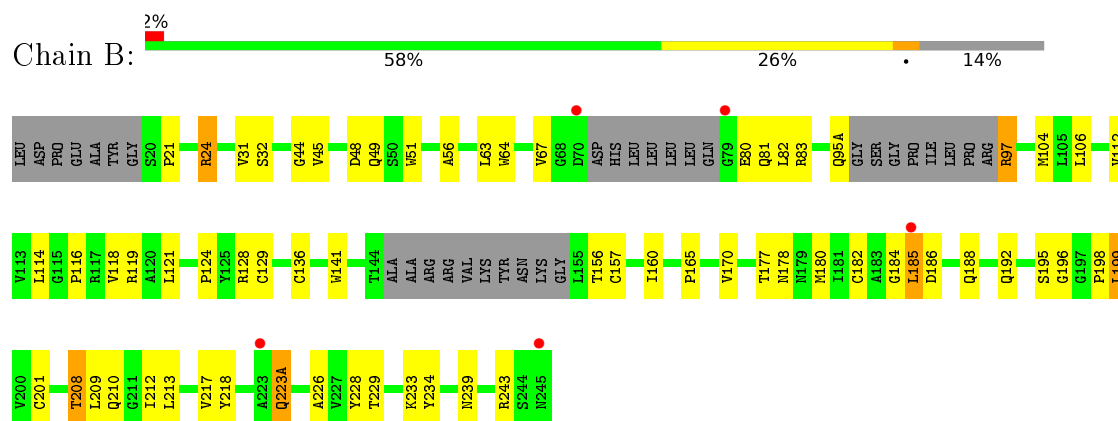 2%
Chain B:
58% 26% • 14%
LEU ASP PRO GLU ALA TYR GLY S20 P21 R24 V31 S32 G44 V45 D48 Q49 S50 W51 A56 L63 W64 V67 G68 D70 ASP HIS LEU LEU LEU LEU GLN G79 E80 Q81 L82 R83 Q95A GLY SER GLY PRO ILE LEU PRO ARG R97 M104 L105 L106
V113 L114 G115 P116 R117 V118 R119 A120 L121 P124 Y125 R128 C129 C136 W141 T144 ALA ALA ARG ARG VAL LYS TYR ASN LYS GLY L155 T156 C157 I160 P165 V170 T177 N178 N179 M180 I181 C182 A183 G184 L185 D186 Q188 Q192 S195 G196 G197 P198
V200 C201 T208 L209 Q210 G211 I212 L213 V217 Y218 A223 Q223A A226 V227 Y228 T229 K233 Y234 N239 R243 S244 N245